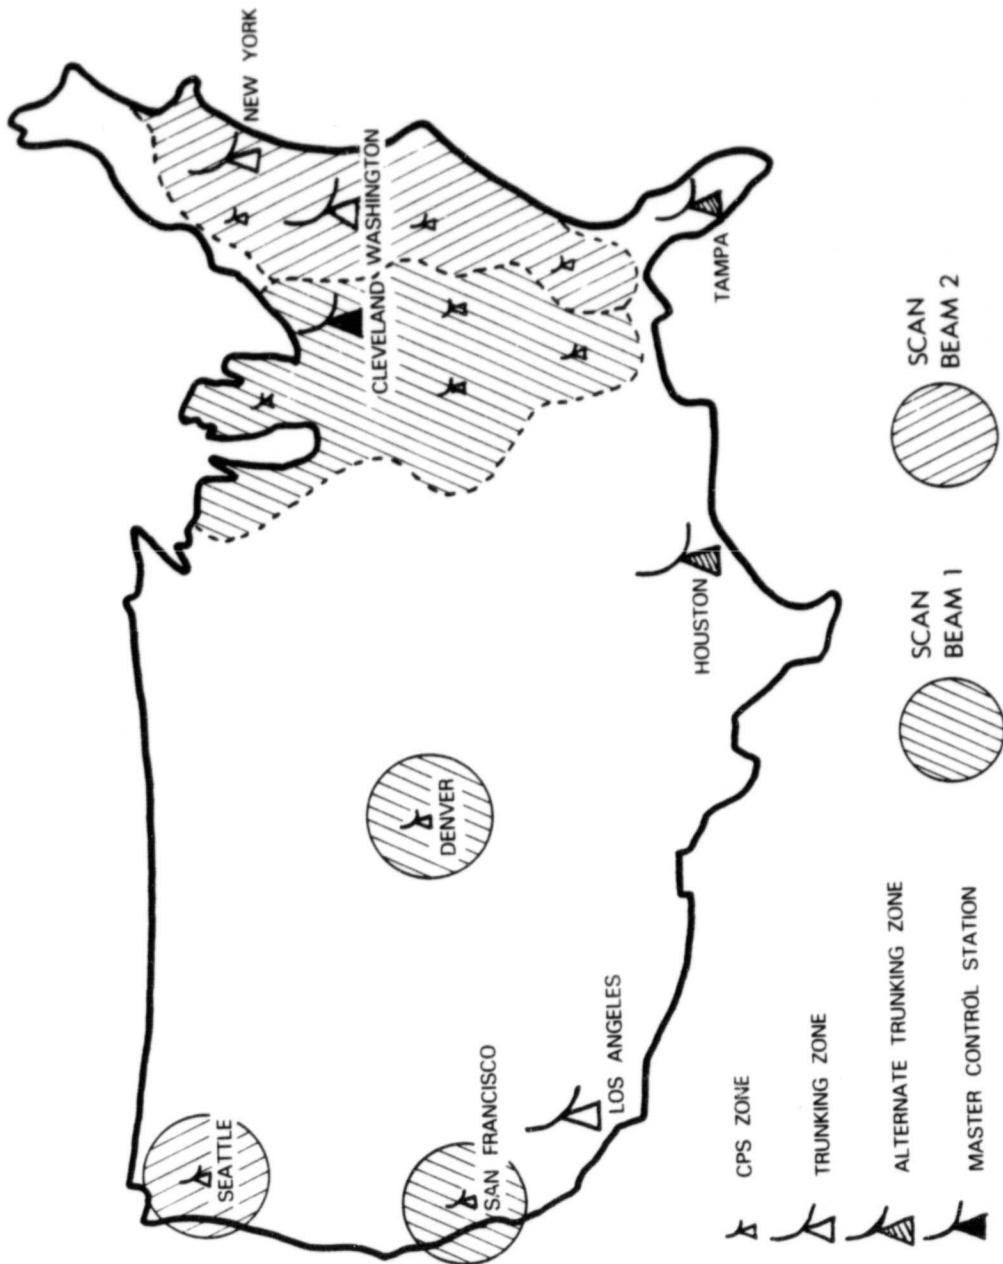 SEATTLE
SAN FRANCISCO
LOS ANGELES
DENVER
HOUSTON
CLEVELAND
WASHINGTON
NEW YORK
TAMPA
CPS ZONE
TRUNKING ZONE
ALTERNATE TRUNKING ZONE
MASTER CONTROL STATION
SCAN
BEAM 1
SCAN
BEAM 2